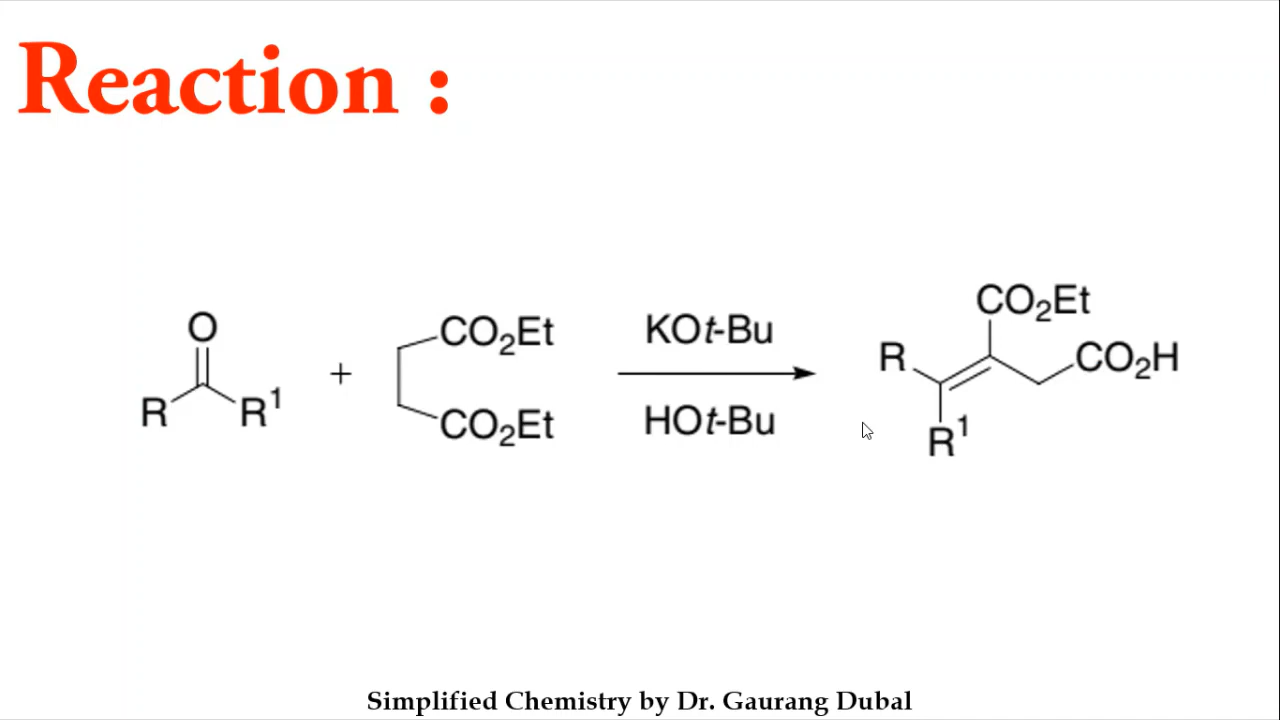 Reaction :
O
R
R¹
+
CO₂Et
CO₂Et
KOt-Bu
HOt-Bu
CO₂Et
R
CO₂H
R¹
Simplified Chemistry by Dr. Gaurang Dubal